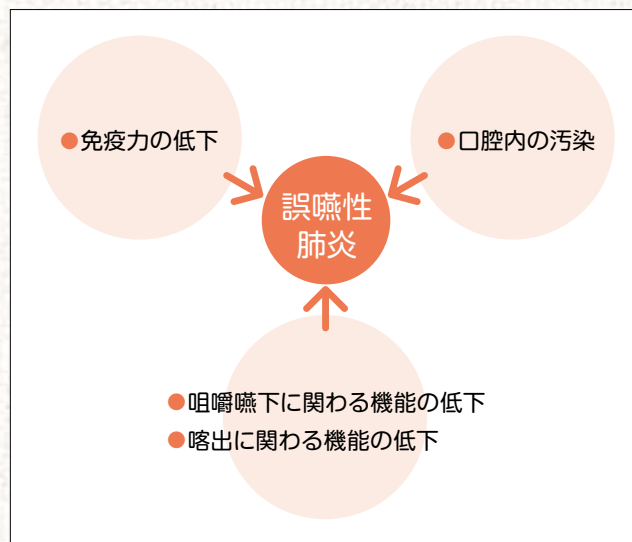 ●免疫力の低下
●口腔内の汚染
誤嚥性
肺炎
●咀嚼嚥下に関わる機能の低下
●喀出に関わる機能の低下